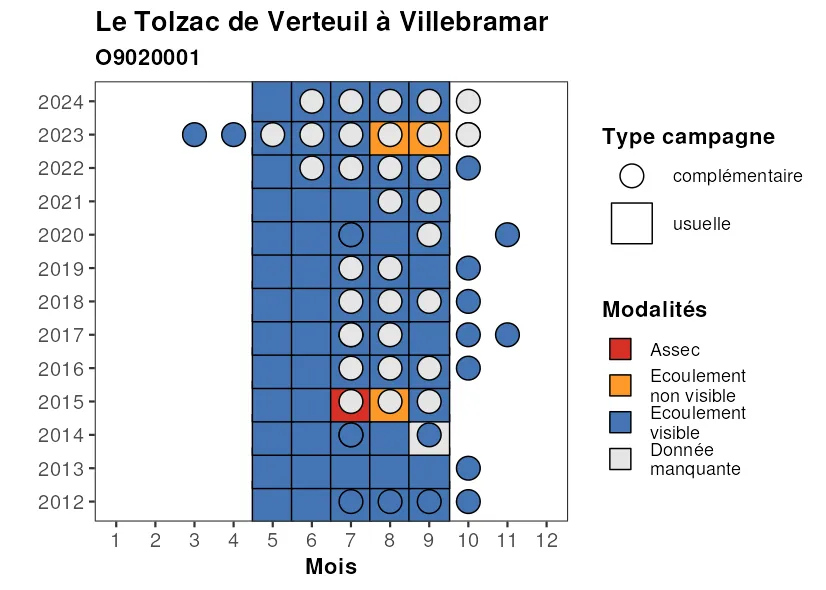 Le Tolzac de Verteuil à Villebramar
O9020001
2024
2023
2022
2021
2020
2019
2018
2017
2016
2015
2014
2013
2012
1 2 3 4 5 6 7 8 9 10 11 12
Mois
Type campagne
complémentaire
usuelle
Modalités
Assec
Ecoulement
non visible
Ecoulement
visible
Donnée
manquante